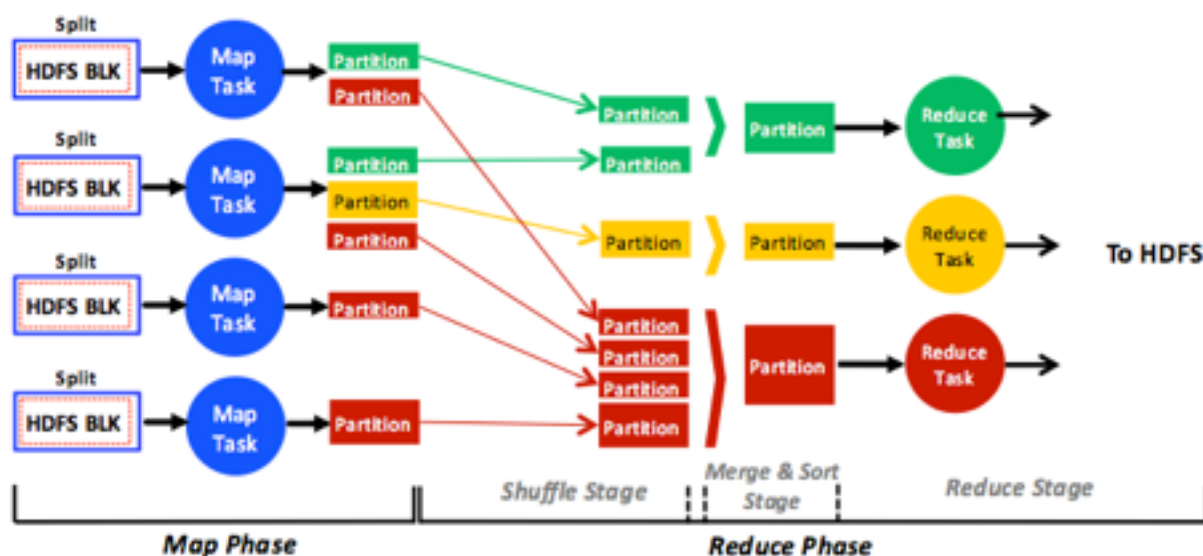 Split
HDFS BLK
Map
Task
Partition
Partition
Split
HDFS BLK
Map
Task
Partition
Partition
Partition
Split
HDFS BLK
Map
Task
Partition
Split
HDFS BLK
Map
Task
Partition
Partition
Partition
Partition
Partition
Partition
Partition
Partition
Partition
Partition
Partition
Reduce
Task
Reduce
Task
Reduce
Task
To HDFS
Shuffle Stage
Merge & Sort
Stage
Reduce Stage
Map Phase
Reduce Phase